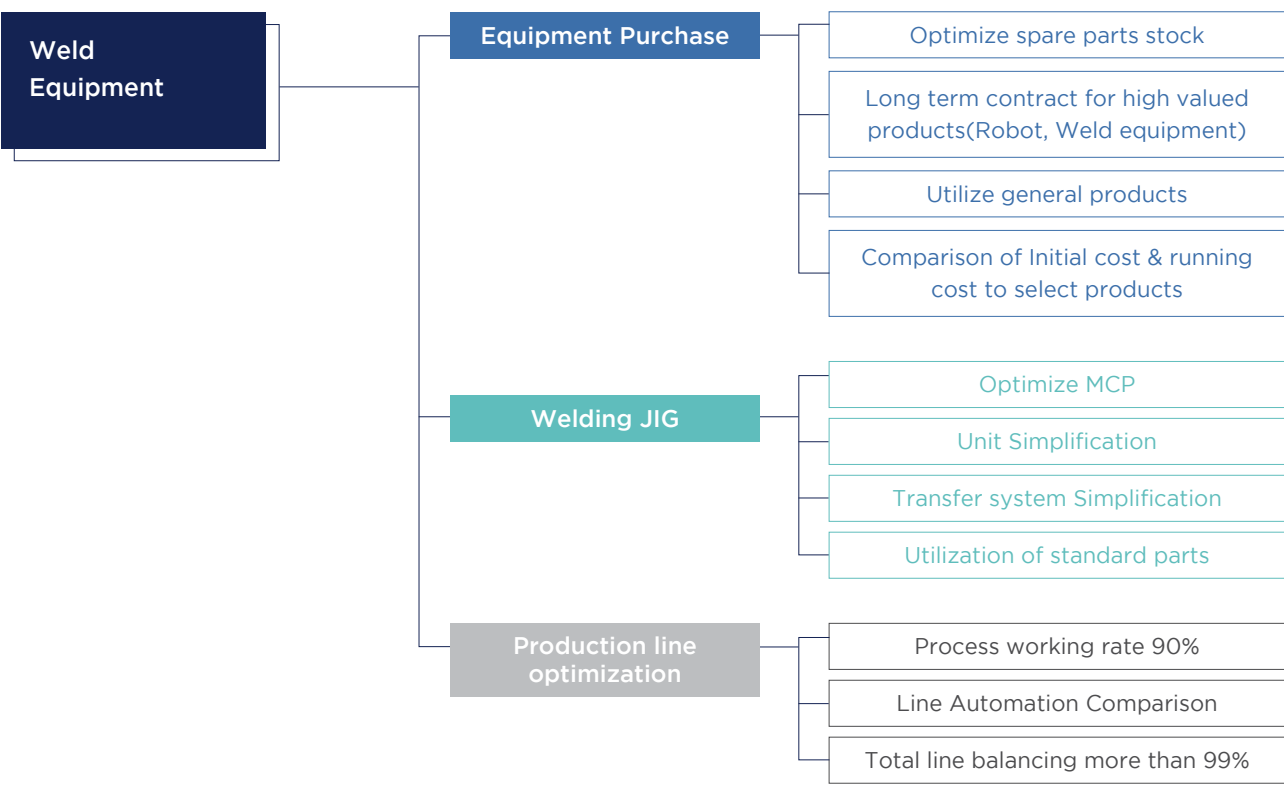 Weld
Equipment
Equipment Purchase
Optimize spare parts stock
Long term contract for high valued
products(Robot, Weld equipment)
Utilize general products
Comparison of Initial cost & running
cost to select products
Welding JIG
Optimize MCP
Unit Simplification
Transfer system Simplification
Utilization of standard parts
Production line
optimization
Process working rate 90%
Line Automation Comparison
Total line balancing more than 99%